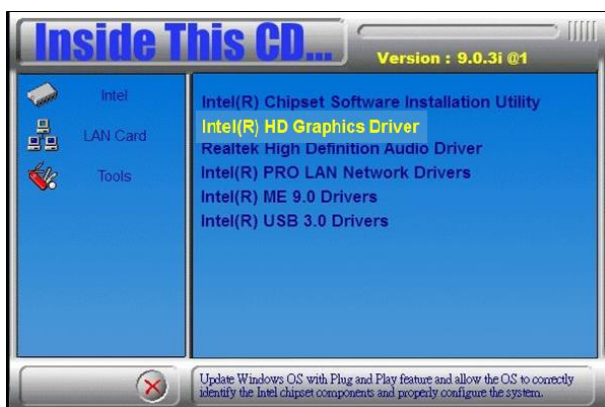 Inside This CD...
Version : 9.0.3i @1
Intel
LAN Card
Tools
Intel(R) Chipset Software Installation Utility
Intel(R) HD Graphics Driver
Realtek High Definition Audio Driver
Intel(R) PRO LAN Network Drivers
Intel(R) ME 9.0 Drivers
Intel(R) USB 3.0 Drivers
Update Windows OS with Plug and Play feature and allow the OS to correctly
identify the Intel chipset components and properly configure the system.